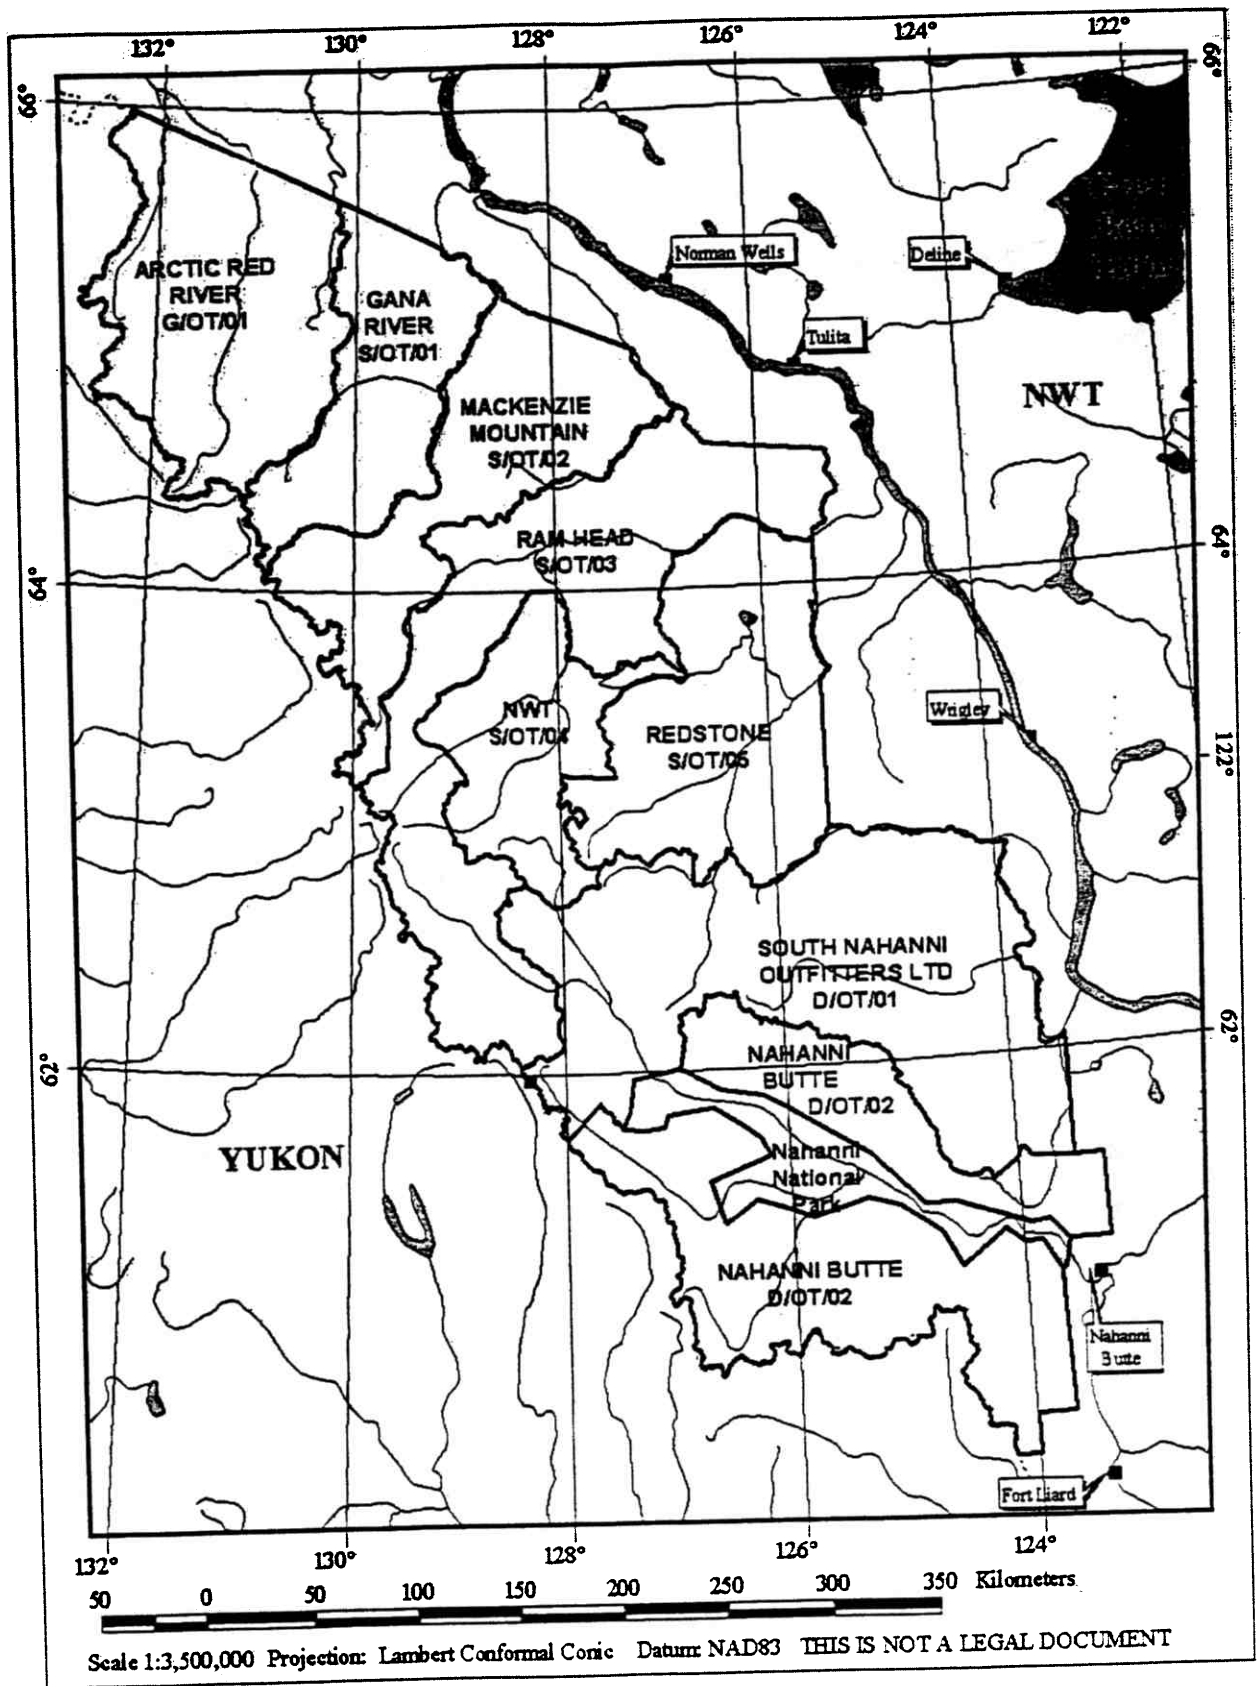 132° 130° 128° 126° 124° 122°
66° 66°
Norman Wells
Deline
ARCTIC RED
RIVER
G/OT/01
GANA
RIVER
S/OT/01
Tulita
NWT
MACKENZIE
MOUNTAIN
S/OT/02
RAM HEAD
S/OT/03
64° 64°
NWT
S/OT/04
REDSTONE
S/OT/05
Wrigley
122°
SOUTH NAHANNI
OUTFITTERS LTD
D/OT/01
62° 62°
NAHANNI
BUTTE
D/OT/02
YUKON
Nahanni
National
Park
NAHANNI BUTTE
D/OT/02
Nahanni
Butte
Fort Liard
132° 130° 128° 126° 124°
50 0 50 100 150 200 250 300 350 Kilometers
Scale 1:3,500,000 Projection: Lambert Conformal Conic Datum: NAD83 THIS IS NOT A LEGAL DOCUMENT